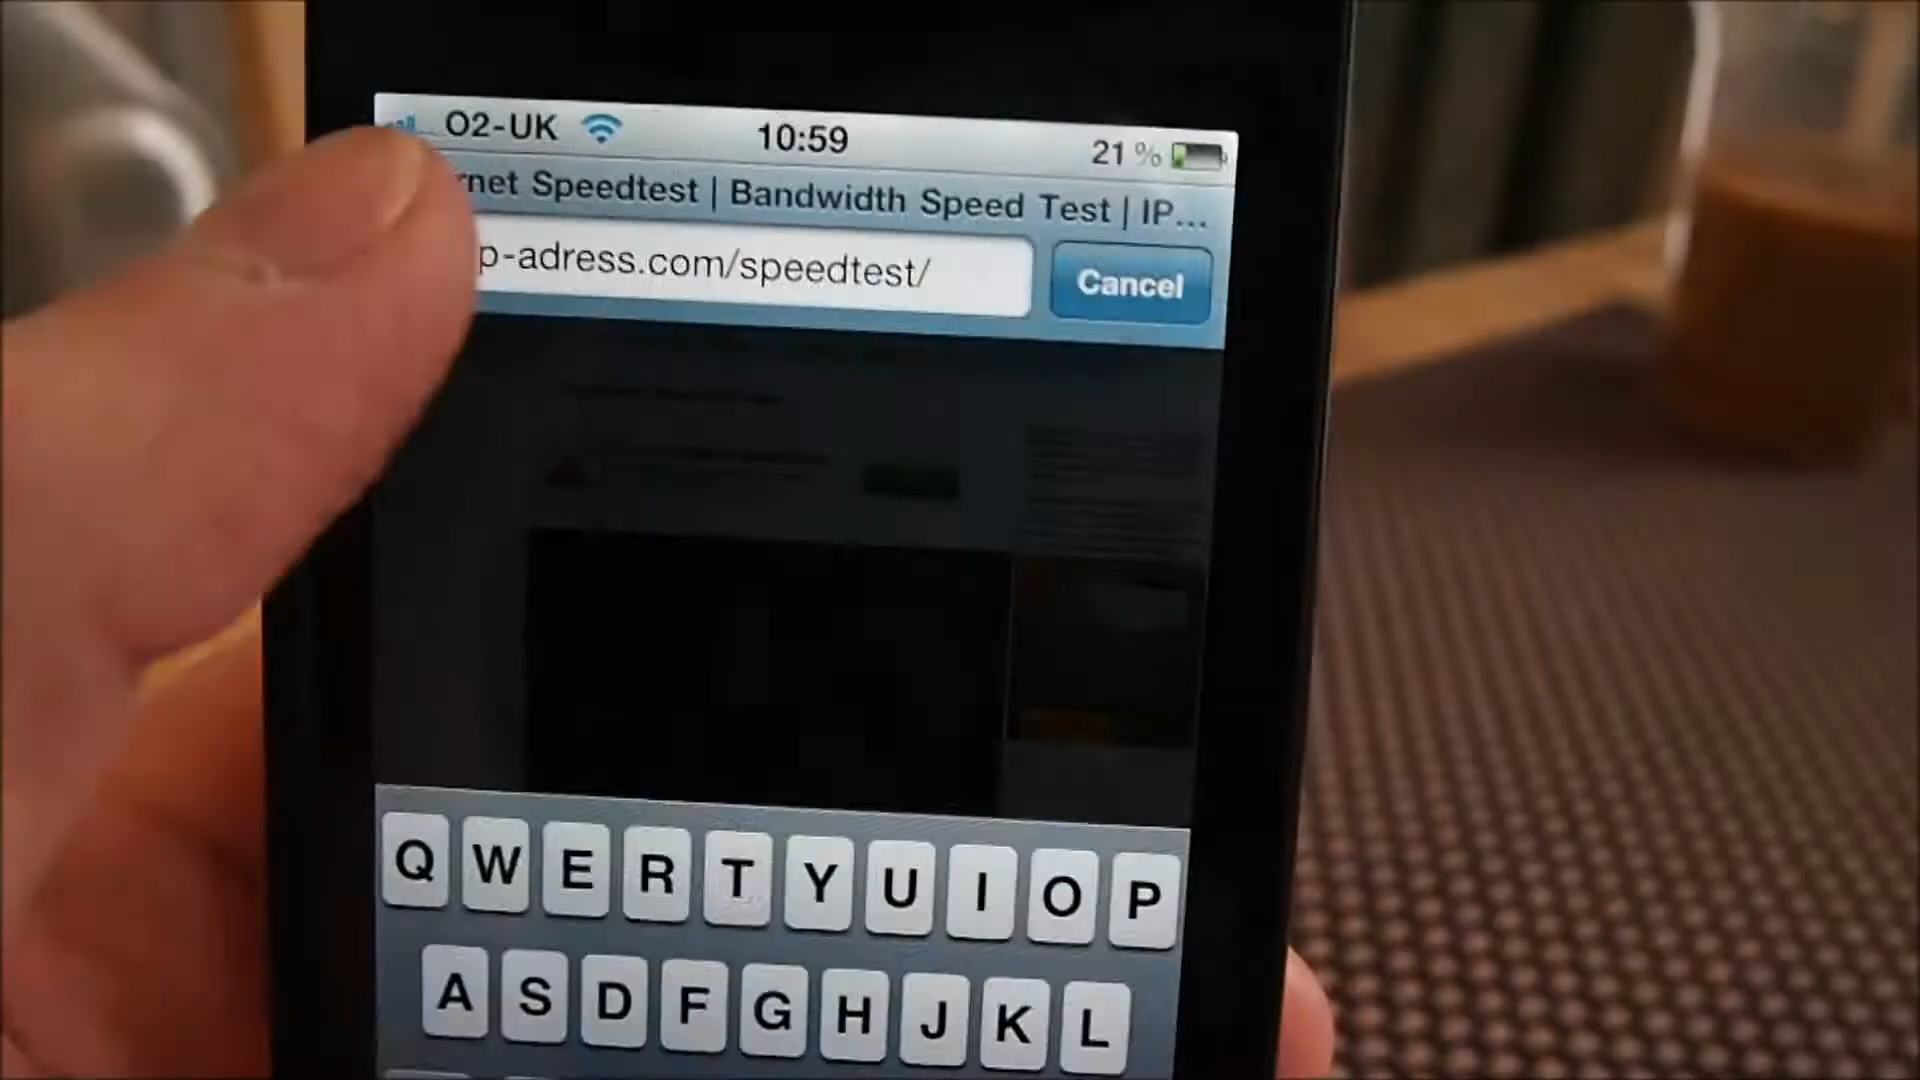 O2-UK 10:59 21 %
rnet Speedtest | Bandwidth Speed Test | IP...
p-adress.com/speedtest/ Cancel
Q W E R T Y U I O P
A S D F G H J K L